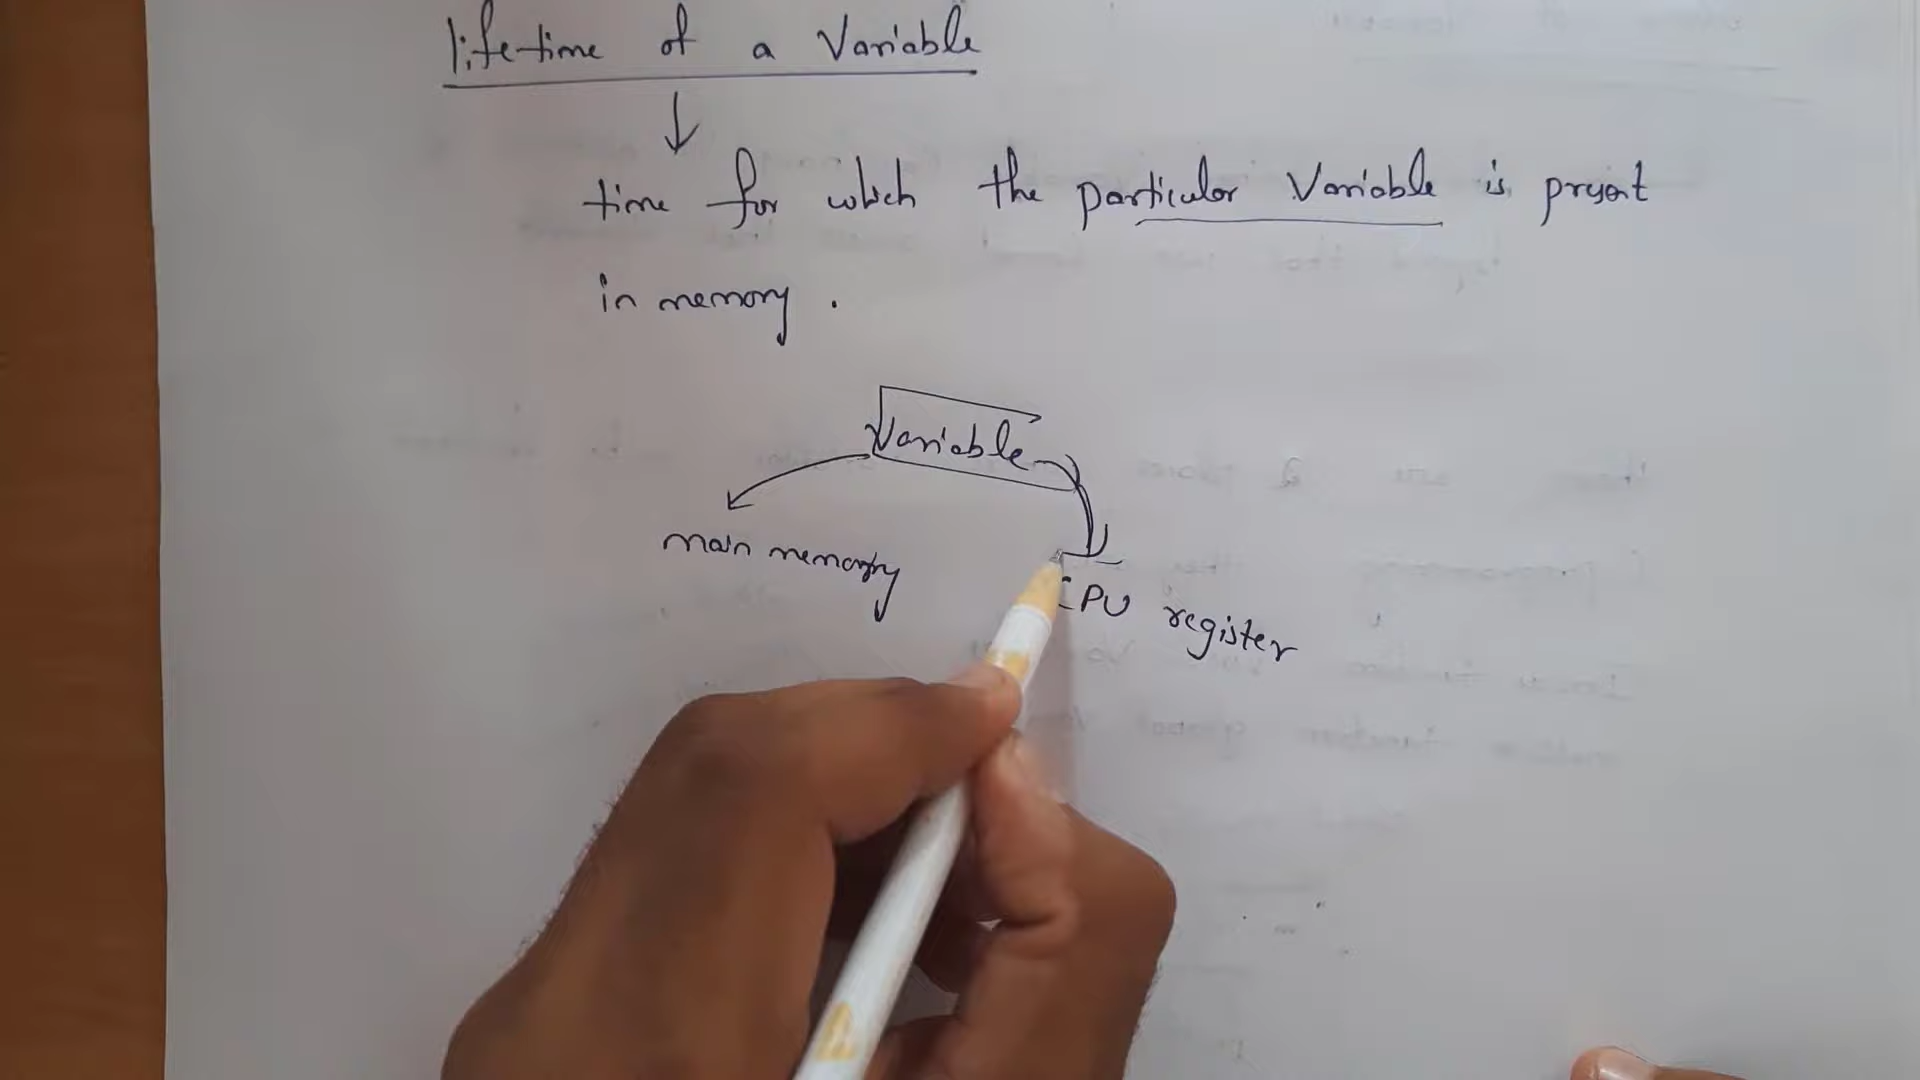 life-time of a Variable
time for which the particular Variable is present
in memory .
Variable
main memory
CPU register